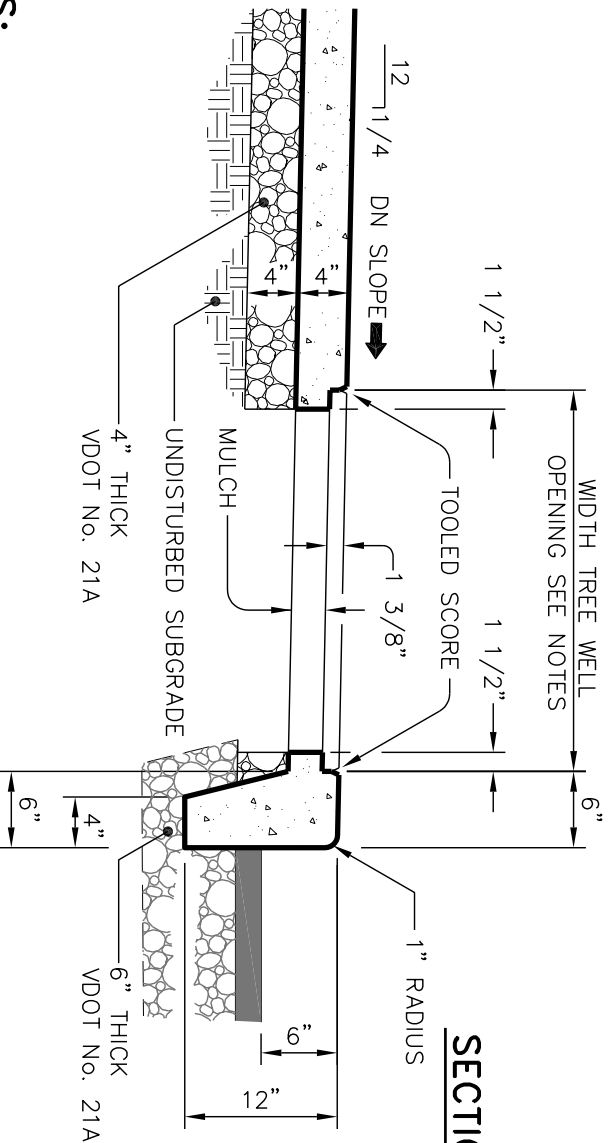 WIDTH TREE WELL
OPENING SEE NOTES
6"
1 1/2"
1 1/2"
12
1/4 DN SLOPE
TOOLED SCORE
1 3/8"
1" RADIUS
SECTIO
4"
4"
MULCH
UNDISTURBED SUBGRADE
4" THICK
VDOT No. 21A
6"
12"
4"
6"
6" THICK
VDOT No. 21A
S.